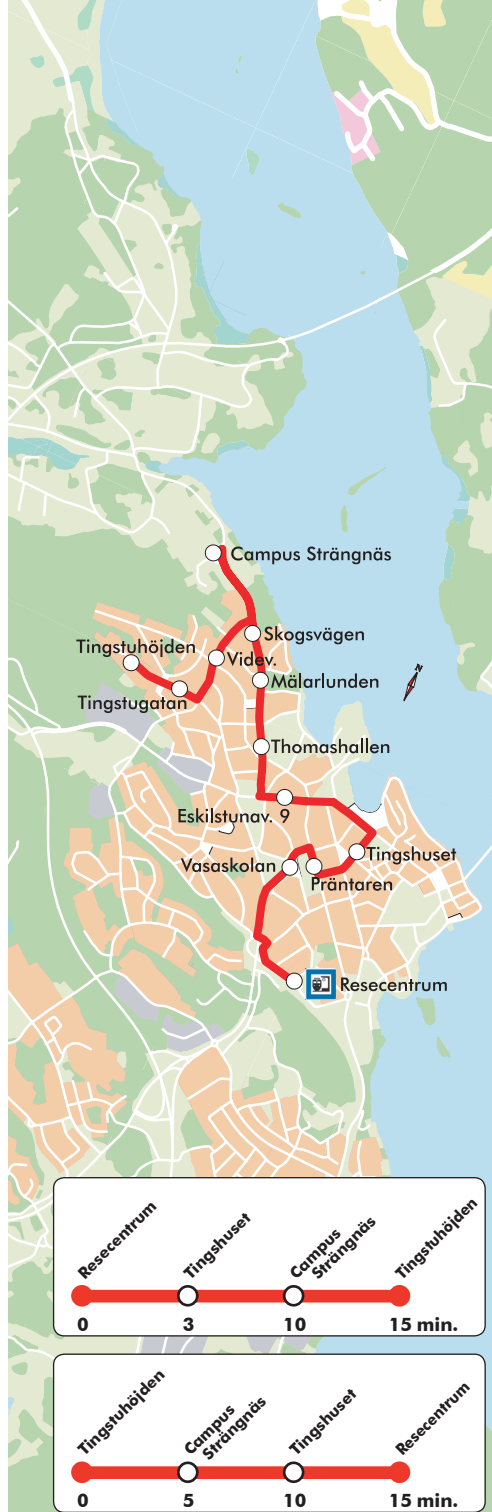 Campus Strängnäs
Skogsvägen
Tingstuhöjden
Videv.
Mälarlunden
Tingstugatan
Thomashallen
Eskilstunav. 9
Tingshuset
Vasaskolan
Präntaren
Resecentrum
N
Resecentrum
Tingshuset
Campus
Strängnäs
Tingstuhöjden
0 3 10 15 min.
Tingstuhöjden
Campus
Strängnäs
Tingshuset
Resecentrum
0 5 10 15 min.